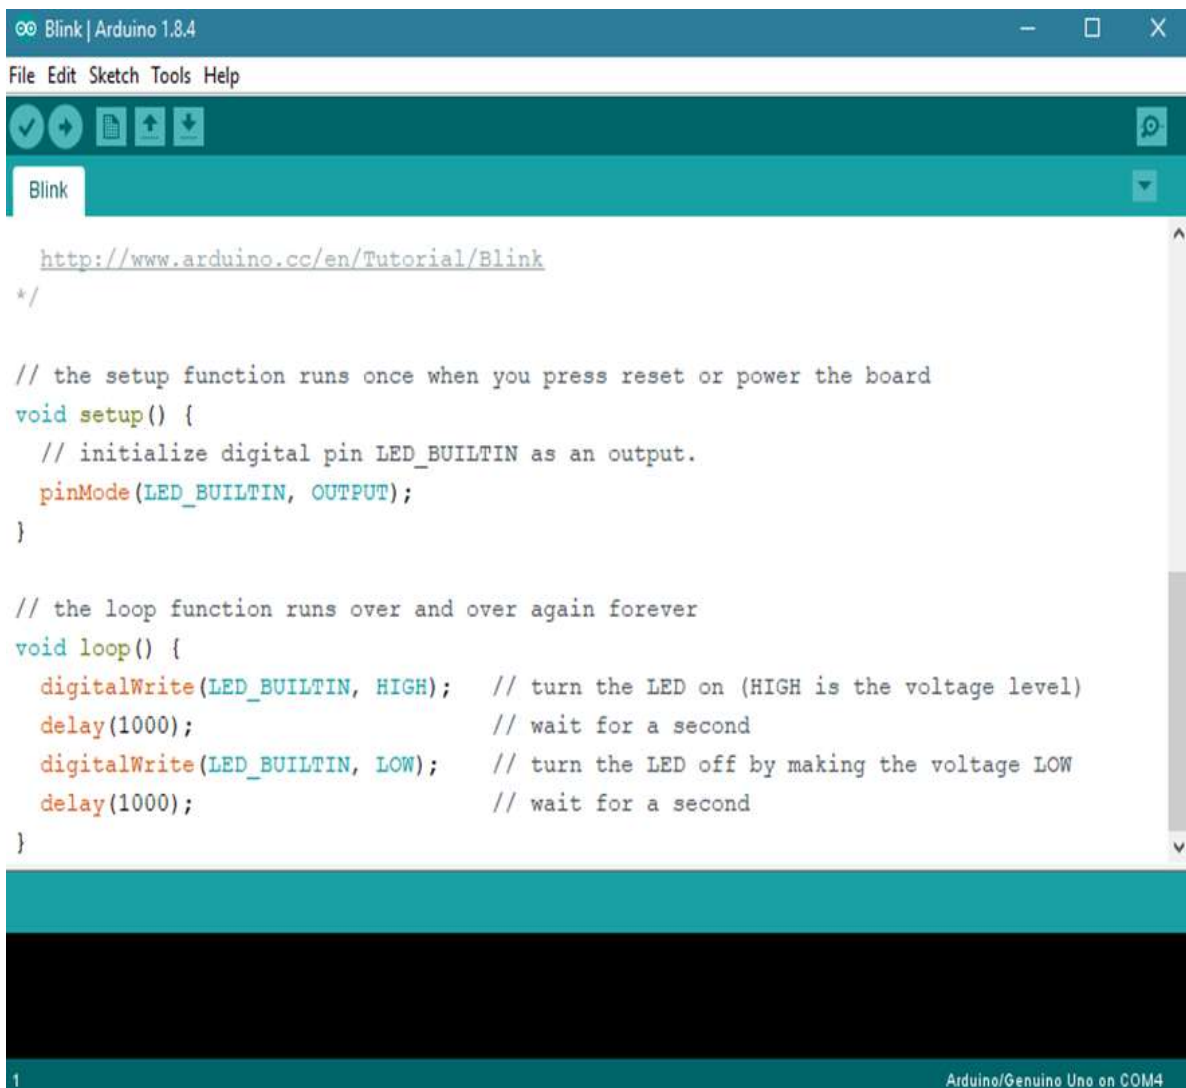 Blink | Arduino 1.8.4
File Edit Sketch Tools Help
Blink
http://www.arduino.cc/en/Tutorial/Blink
*/
// the setup function runs once when you press reset or power the board
void setup() {
  // initialize digital pin LED_BUILTIN as an output.
  pinMode(LED_BUILTIN, OUTPUT);
}
// the loop function runs over and over again forever
void loop() {
  digitalWrite(LED_BUILTIN, HIGH);   // turn the LED on (HIGH is the voltage level)
  delay(1000);                       // wait for a second
  digitalWrite(LED_BUILTIN, LOW);    // turn the LED off by making the voltage LOW
  delay(1000);                       // wait for a second
}
1 Arduino/Genuino Uno on COM4